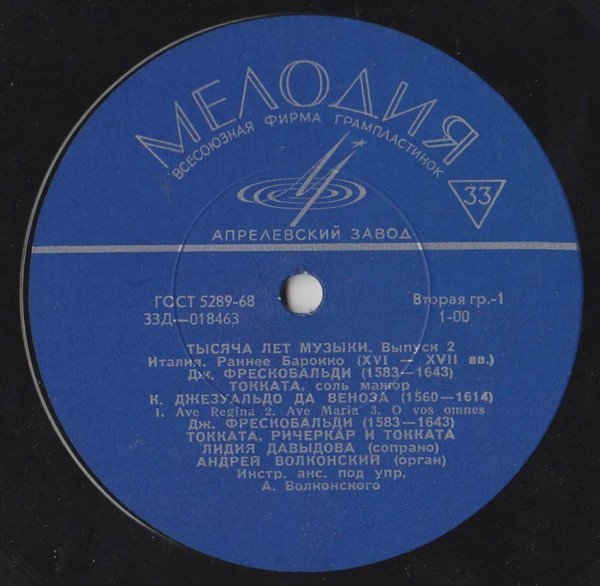 МЕЛОДИЯ
ВСЕСОЮЗНАЯ ФИРМА ГРАМПЛАСТИНОК
33
АПРЕЛЕВСКИЙ ЗАВОД
ГОСТ 5289-68 Вторая гр.-1
33Д—018463 1-00
ТЫСЯЧА ЛЕТ МУЗЫКИ. Выпуск 2
Италия. Раннее Барокко (XVI — XVII вв.)
Дж. ФРЕСКОБАЛЬДИ (1583—1643)
ТОККАТА, соль мажор
К. ДЖЕЗУАЛЬДО ДА ВЕНОЗА (1560—1614)
1. Ave Regina 2. Ave Maria 3. O vos omnes
Дж. ФРЕСКОБАЛЬДИ (1583—1643)
ТОККАТА, РИЧЕРКАР И ТОККАТА
ЛИДИЯ ДАВЫДОВА (сопрано)
АНДРЕЙ ВОЛКОНСКИЙ (орган)
Инстр. анс. под упр.
А. Волконского